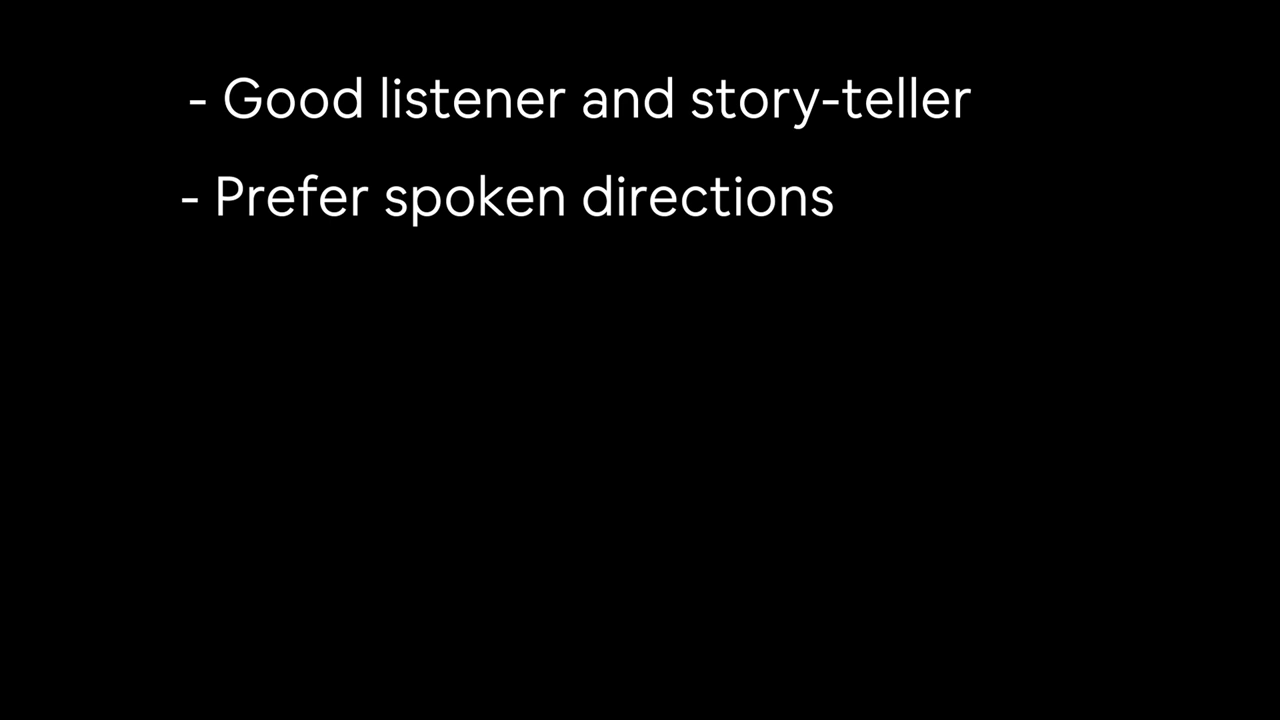 - Good listener and story-teller
- Prefer spoken directions